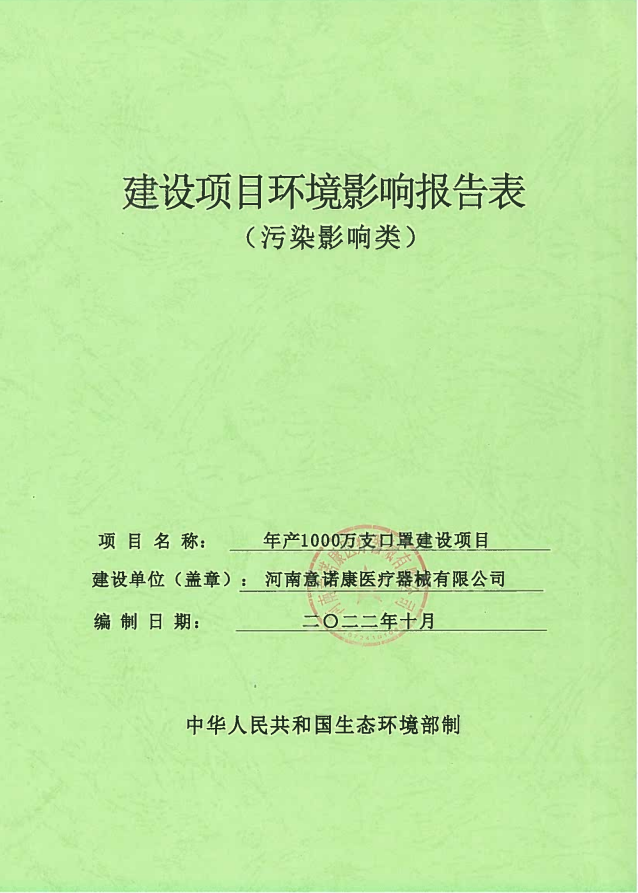 建设项目环境影响报告表
（污染影响类）
项 目 名 称： 年产1000万支口罩建设项目
建设单位（盖章）： 河南意诺康医疗器械有限公司
编 制 日 期： 二〇二二年十月
中华人民共和国生态环境部制